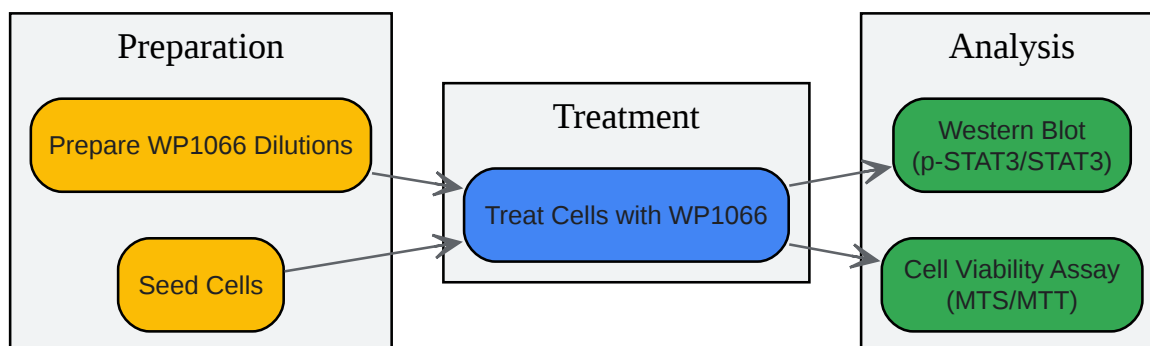 Preparation
Prepare WP1066 Dilutions
Seed Cells
Treatment
Treat Cells with WP1066
Analysis
Western Blot
(p-STAT3/STAT3)
Cell Viability Assay
(MTS/MTT)